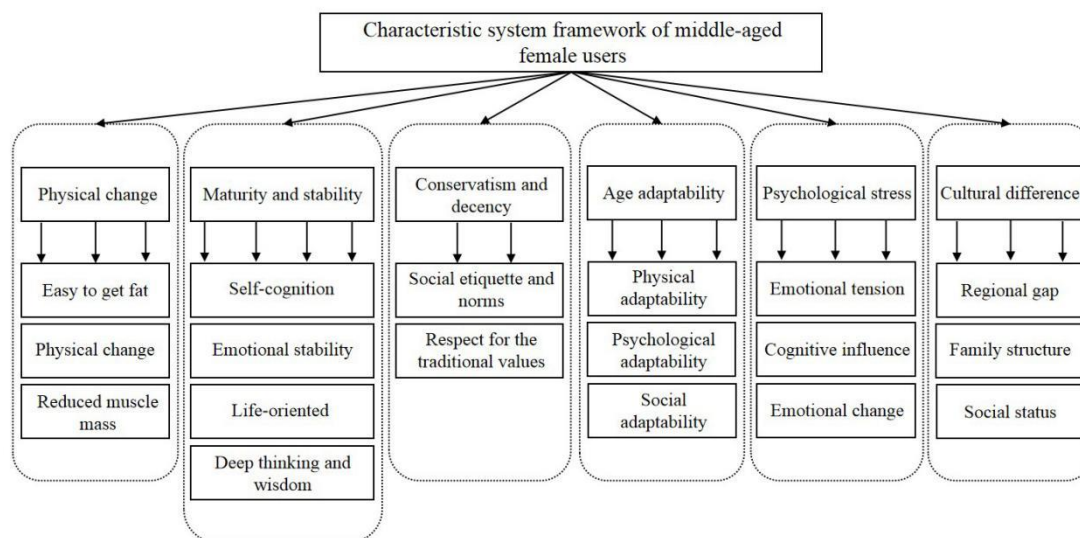 Characteristic system framework of middle-aged
female users
Physical change
Easy to get fat
Physical change
Reduced muscle
mass
Maturity and stability
Self-cognition
Emotional stability
Life-oriented
Deep thinking and
wisdom
Conservatism and
decency
Social etiquette and
norms
Respect for the
traditional values
Age adaptability
Physical
adaptability
Psychological
adaptability
Social
adaptability
Psychological stress
Emotional tension
Cognitive influence
Emotional change
Cultural difference
Regional gap
Family structure
Social status